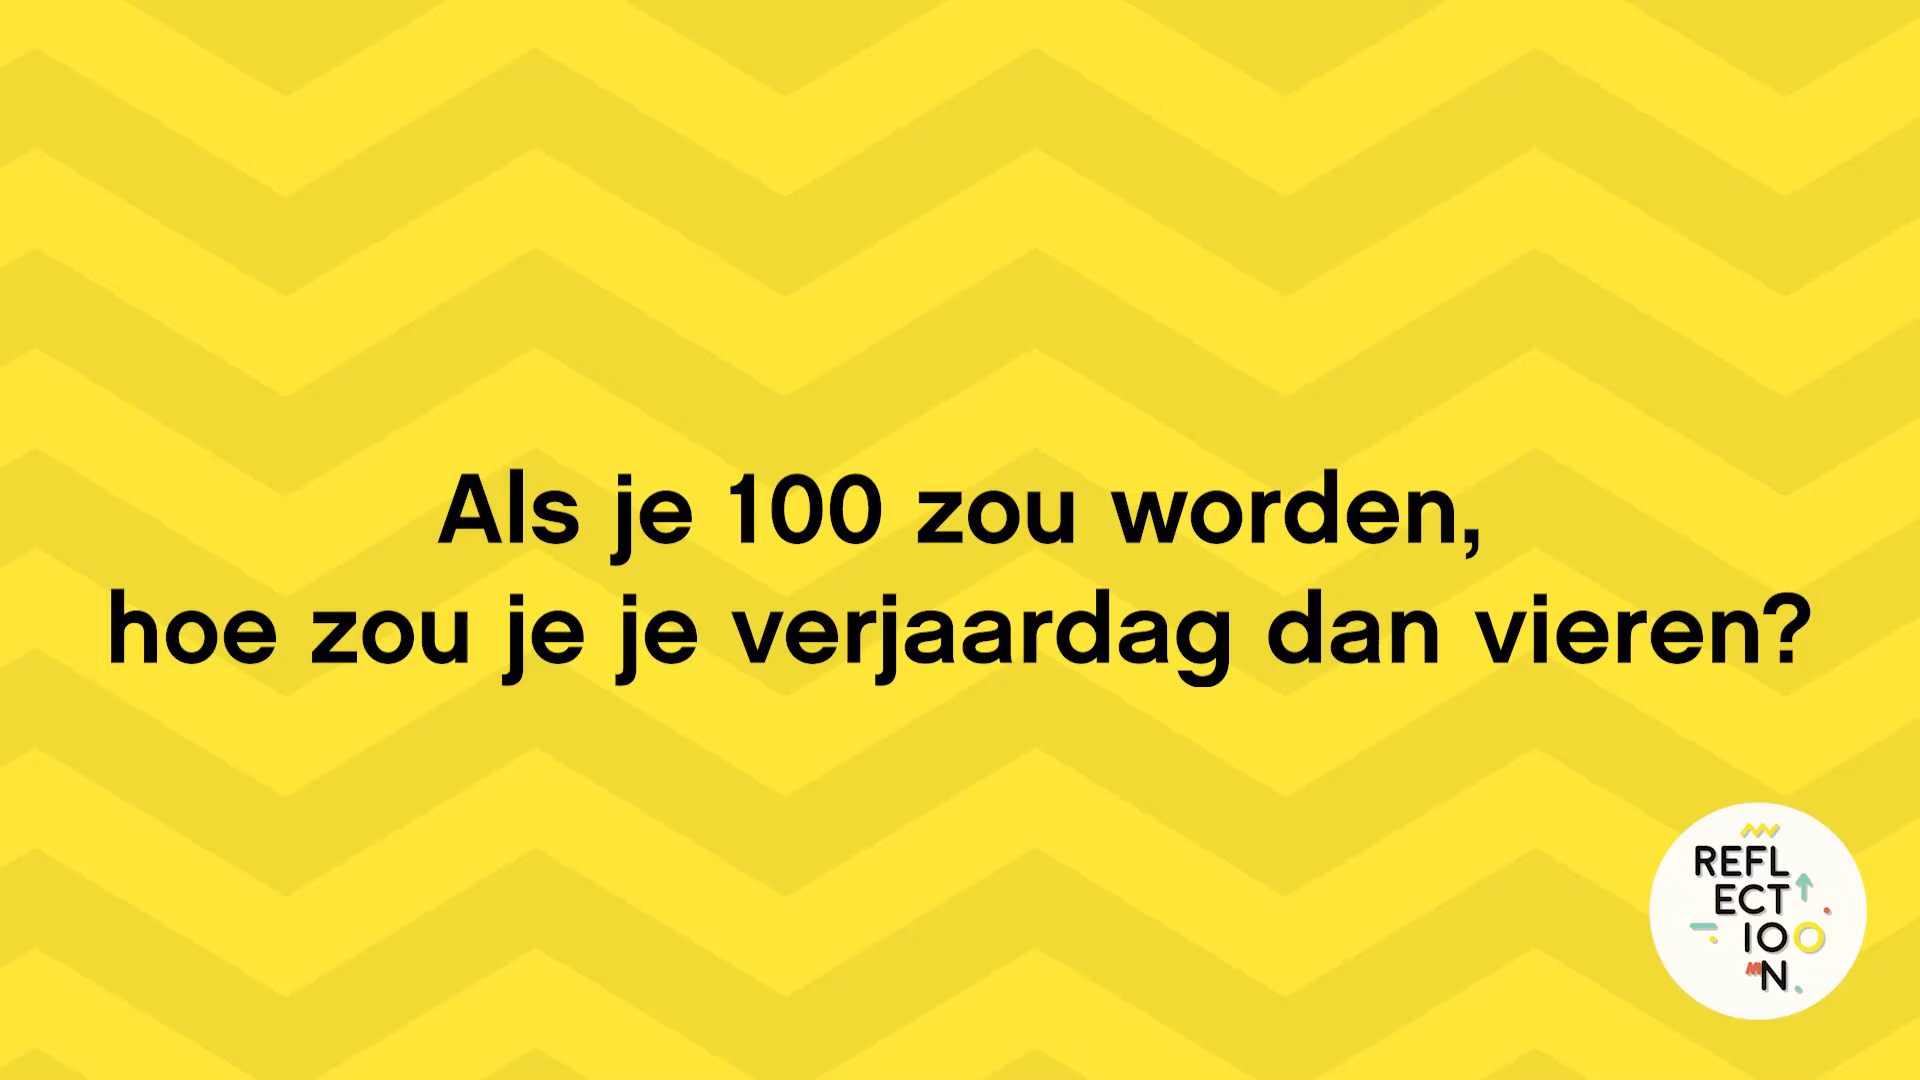 Als je 100 zou worden,
hoe zou je je verjaardag dan vieren?
REFL
ECT
IOO
N